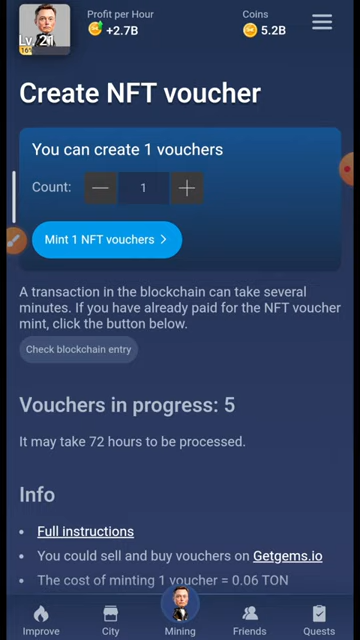 Profit per Hour
Coins
+2.7B
5.2B
Lv. 21
Create NFT voucher
You can create 1 vouchers
Count:
1
Mint 1 NFT vouchers
A transaction in the blockchain can take several
minutes. If you have already paid for the NFT voucher
mint, click the button below.
Check blockchain entry
Vouchers in progress: 5
It may take 72 hours to be processed.
Info
• Full instructions
• You could sell and buy vouchers on Getgems.io
• The cost of minting 1 voucher = 0.06 TON
Improve
City
Mining
Friends
Quests